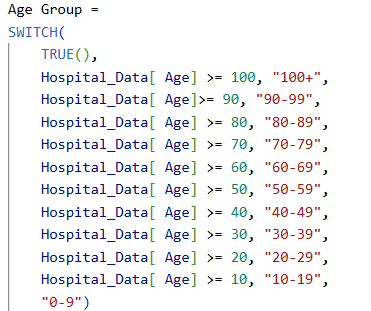 Age Group =
SWITCH(
    TRUE(),
    Hospital_Data[ Age] >= 100, "100+",
    Hospital_Data[ Age]>= 90, "90-99",
    Hospital_Data[ Age] >= 80, "80-89",
    Hospital_Data[ Age] >= 70, "70-79",
    Hospital_Data[ Age] >= 60, "60-69",
    Hospital_Data[ Age] >= 50, "50-59",
    Hospital_Data[ Age] >= 40, "40-49",
    Hospital_Data[ Age] >= 30, "30-39",
    Hospital_Data[ Age] >= 20, "20-29",
    Hospital_Data[ Age] >= 10, "10-19",
    "0-9")